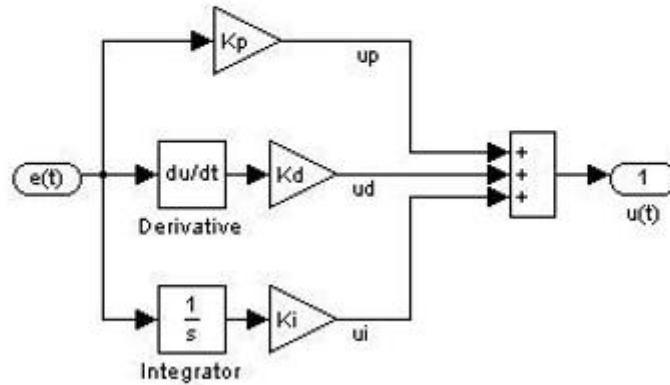 Kp
up
+
e(t)
du/dt
Kd
ud
+
1
Derivative
+
u(t)
1
s
Ki
ui
Integrator